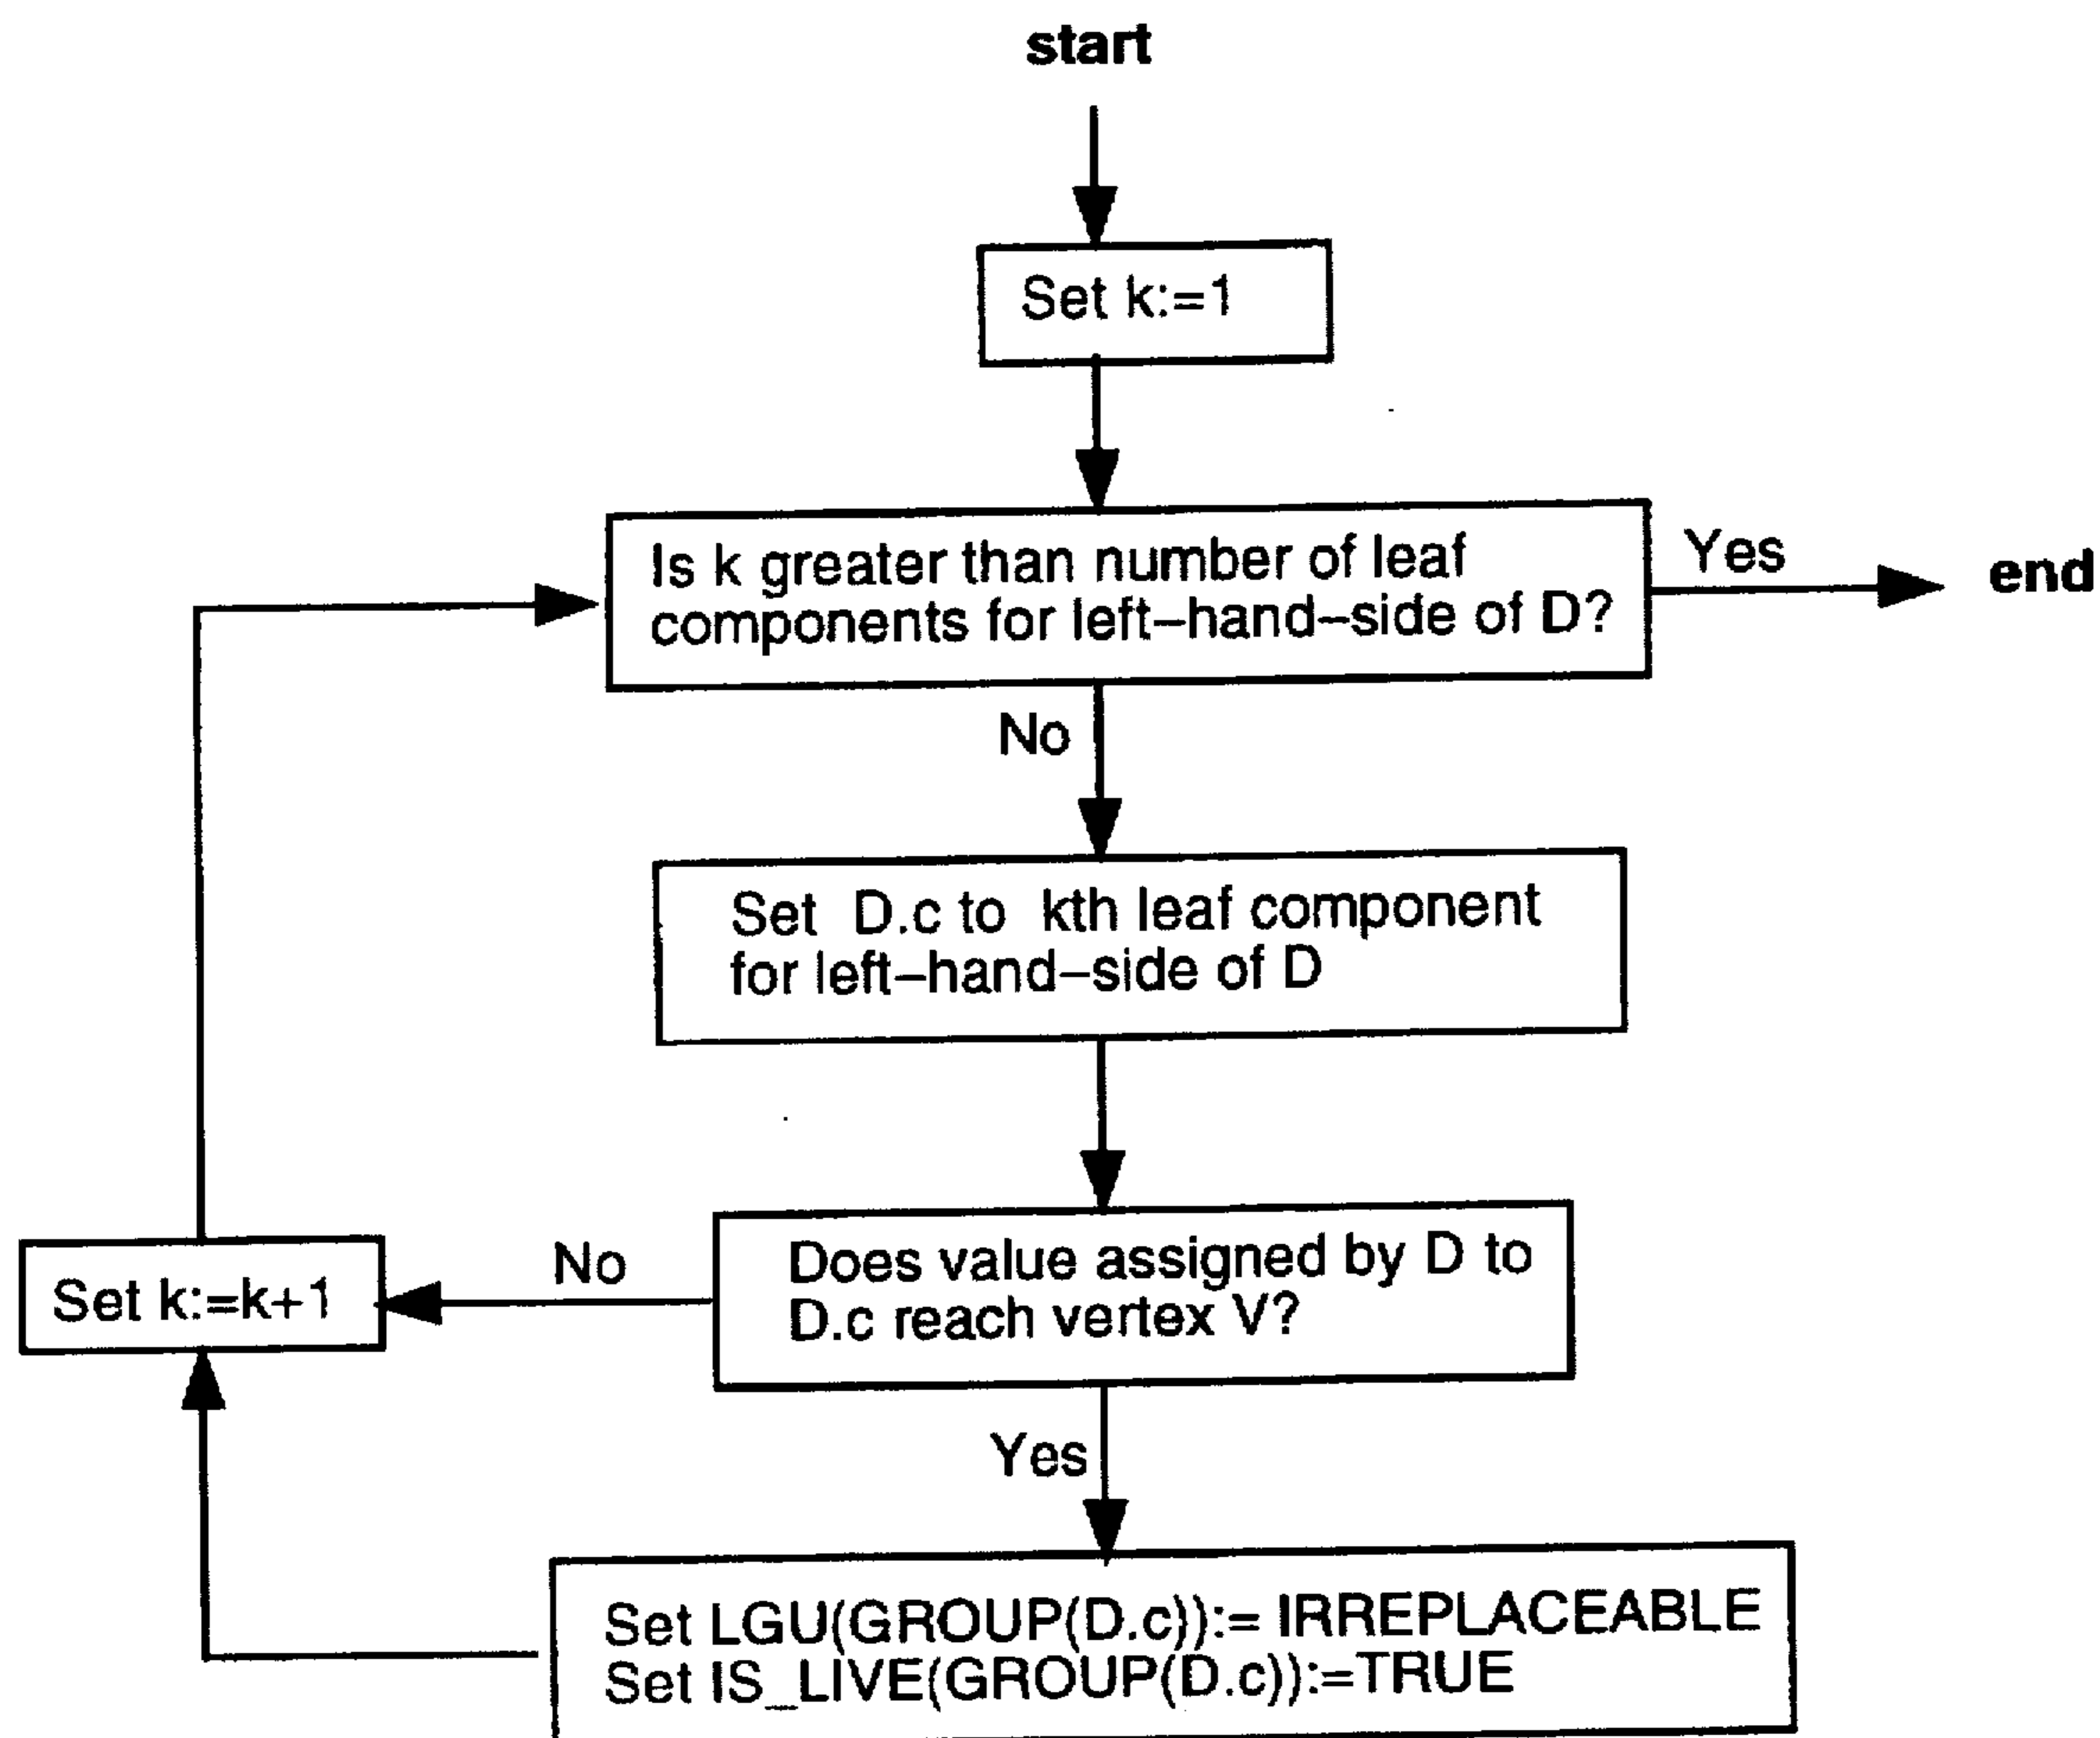 start
Set k:=1
Is k greater than number of leaf
components for left–hand–side of D?
Yes
end
No
Set D.c to kth leaf component
for left–hand–side of D
Does value assigned by D to
D.c reach vertex V?
No
Set k:=k+1
Yes
Set LGU(GROUP(D.c)):= IRREPLACEABLE
Set IS_LIVE(GROUP(D.c)):=TRUE